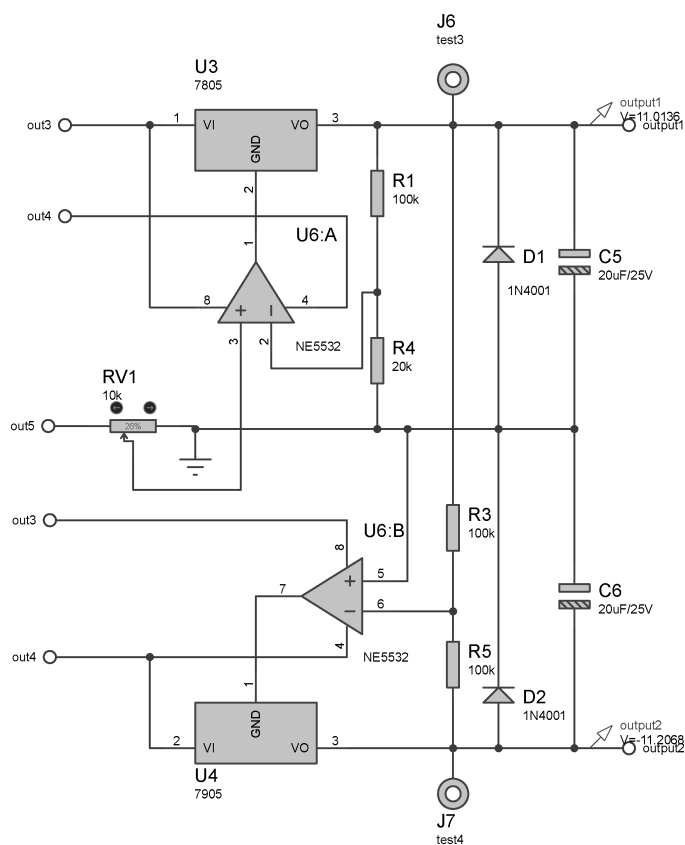 J6
test3
U3
7805
out3
1
VI
VO
3
GND
2
output1
V=11.0136
output1
R1
100k
out4
U6:A
1
8
4
3
2
NE5532
D1
1N4001
C5
20uF/25V
R4
20k
RV1
10k
out5
26%
out3
U6:B
8
R3
100k
7
5
6
4
NE5532
C6
20uF/25V
out4
R5
100k
1
GND
D2
1N4001
2
VI
VO
3
output2
V=-11.2068
output2
U4
7905
J7
test4